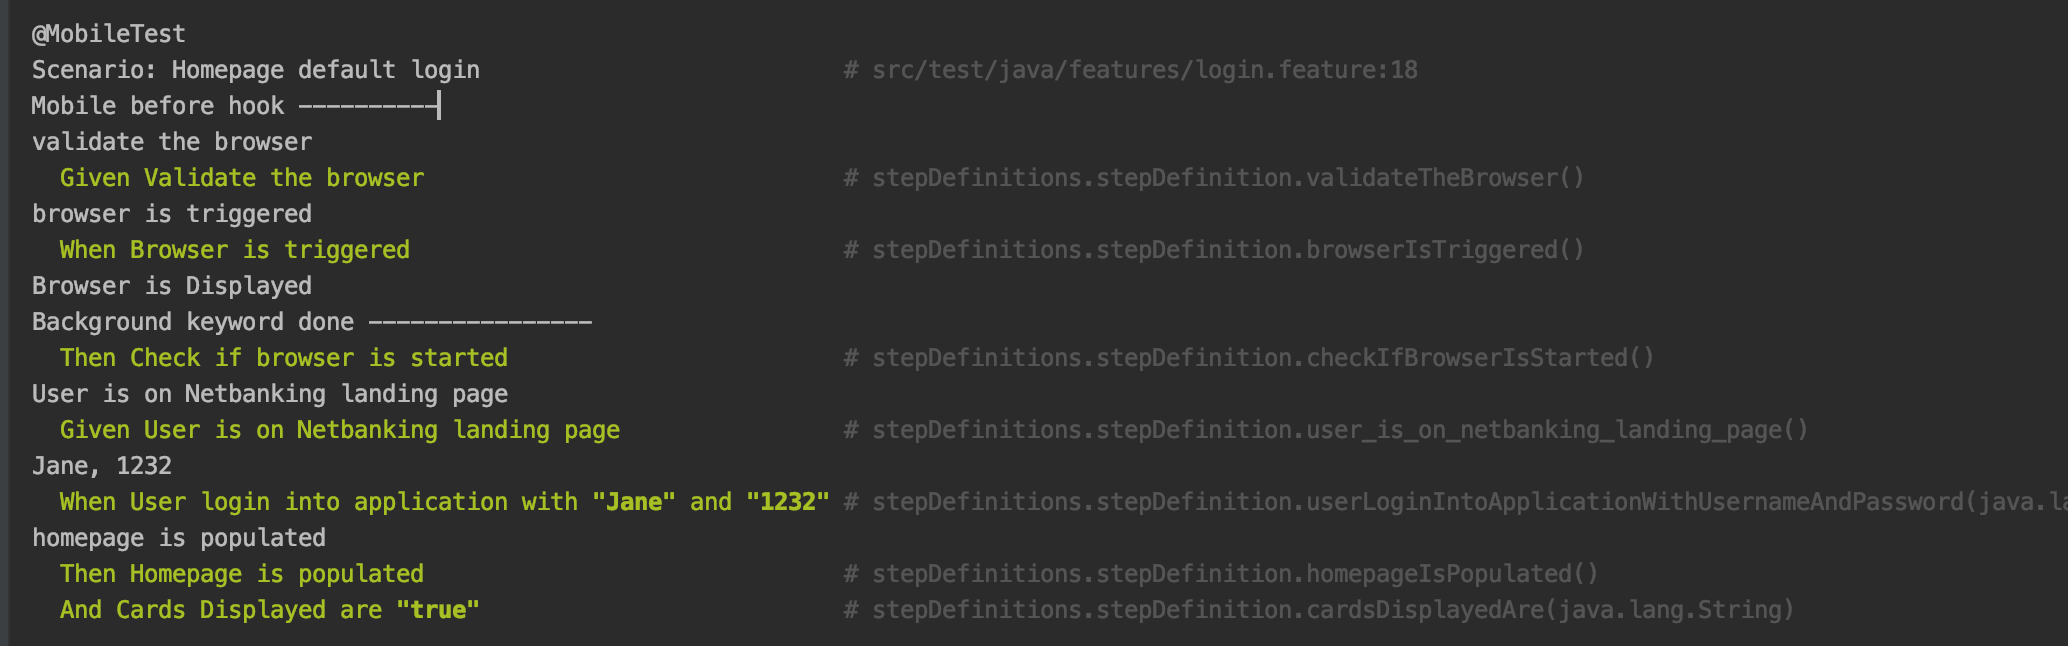 @MobileTest
Scenario: Homepage default login # src/test/java/features/login.feature:18
Mobile before hook ----------
validate the browser
Given Validate the browser # stepDefinitions.stepDefinition.validateTheBrowser()
browser is triggered
When Browser is triggered # stepDefinitions.stepDefinition.browserIsTriggered()
Browser is Displayed
Background keyword done ----------------
Then Check if browser is started # stepDefinitions.stepDefinition.checkIfBrowserIsStarted()
User is on Netbanking landing page
Given User is on Netbanking landing page # stepDefinitions.stepDefinition.user_is_on_netbanking_landing_page()
Jane, 1232
When User login into application with "Jane" and "1232" # stepDefinitions.stepDefinition.userLoginIntoApplicationWithUsernameAndPassword(java.la
homepage is populated
Then Homepage is populated # stepDefinitions.stepDefinition.homepageIsPopulated()
And Cards Displayed are "true" # stepDefinitions.stepDefinition.cardsDisplayedAre(java.lang.String)